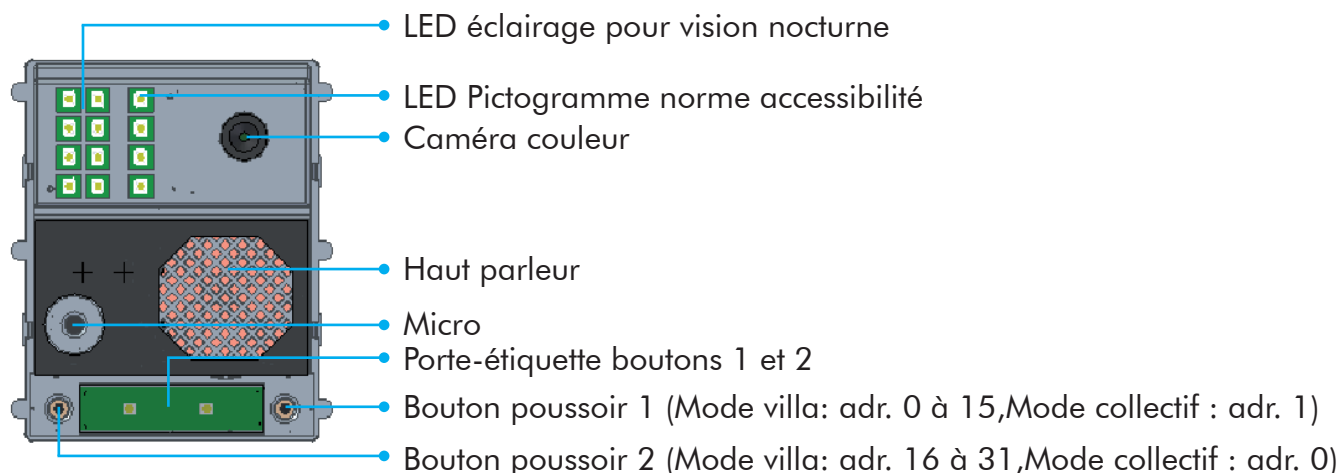 LED éclairage pour vision nocturne
LED Pictogramme norme accessibilité
Caméra couleur
Haut parleur
Micro
Porte-étiquette boutons 1 et 2
Bouton poussoir 1 (Mode villa: adr. 0 à 15,Mode collectif : adr. 1)
Bouton poussoir 2 (Mode villa: adr. 16 à 31,Mode collectif : adr. 0)